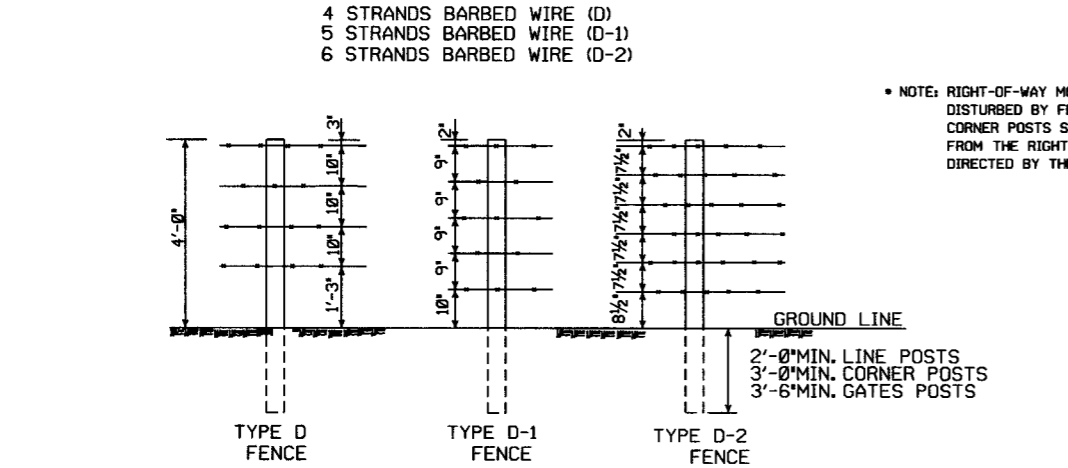 4 STRANDS BARBED WIRE (D)
5 STRANDS BARBED WIRE (D-1)
6 STRANDS BARBED WIRE (D-2)
* NOTE: RIGHT-OF-WAY
DISTURBED BY
CORNER POSTS
FROM THE RIGHT
DIRECTED BY
4'-0"
3"
10"
10"
10"
1'-3"
2"
9"
9"
9"
9"
10"
2"
7½"
7½"
7½"
7½"
7½"
8½"
GROUND LINE
2'-0"MIN. LINE POSTS
3'-0"MIN. CORNER POSTS
3'-6"MIN. GATES POSTS
TYPE D
FENCE
TYPE D-1
FENCE
TYPE D-2
FENCE